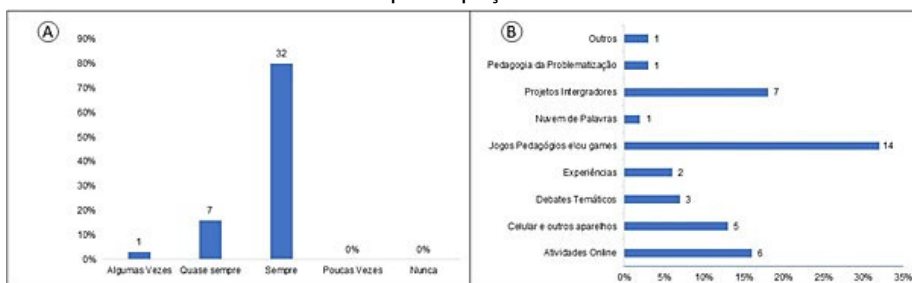 A
90%
80%
70%
60%
50%
40%
30%
20%
10%
0%
1
7
32
0%
0%
Algumas Vezes
Quase sempre
Sempre
Poucas Vezes
Nunca
B
Outros 1
Pedagogia da Problematização 1
Projetos Intergradores 7
Nuvem de Palavras 1
Jogos Pedagógios e/ou games 14
Experiências 2
Debates Temáticos 3
Celular e outros aparelhos 5
Atividades Online 6
0% 5% 10% 15% 20% 25% 30% 35%